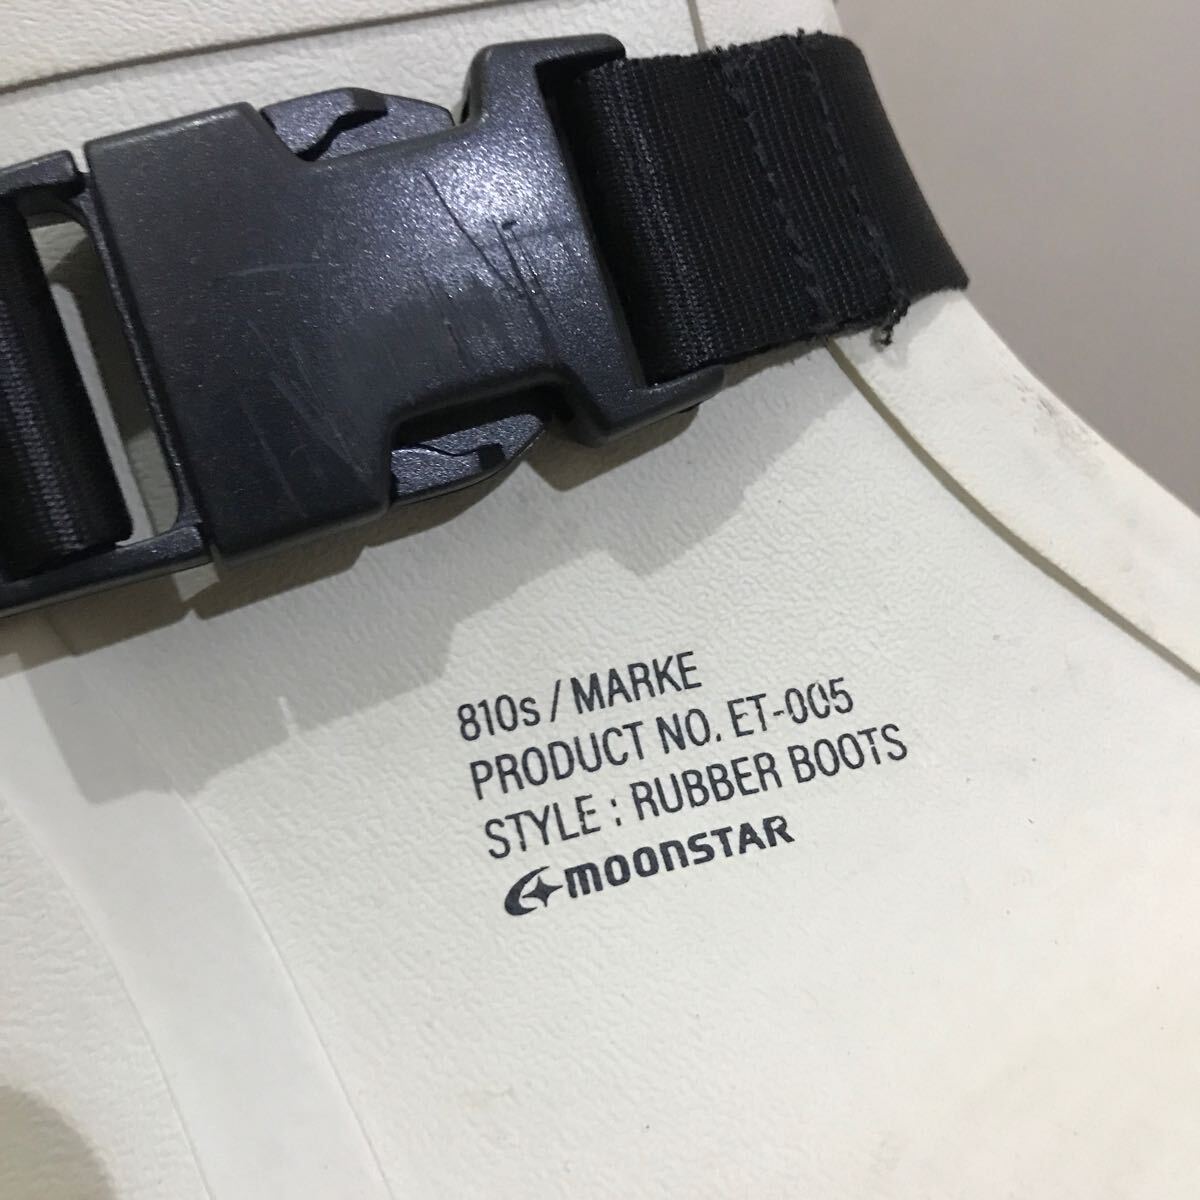 810s / MARKE
PRODUCT NO. ET-005
STYLE : RUBBER BOOTS
MOONSTAR